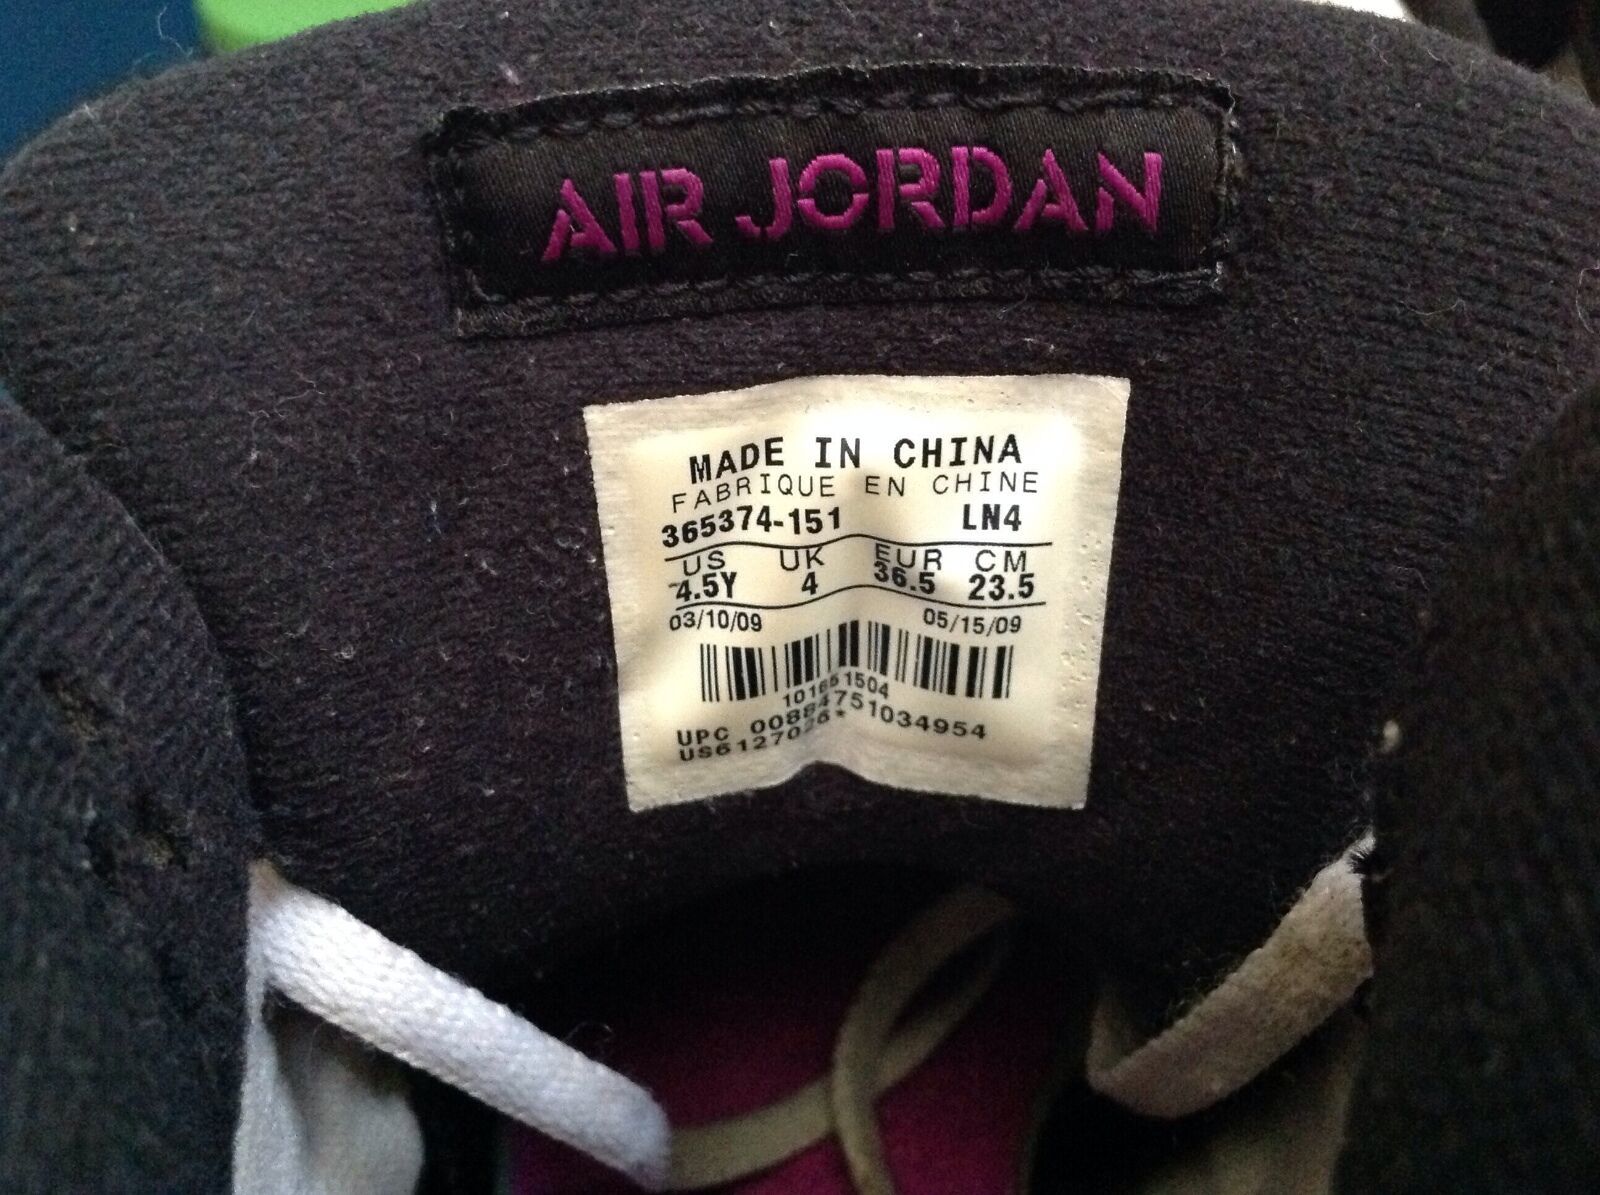 AIR JORDAN
MADE IN CHINA
FABRIQUE EN CHINE
365374-151 LN4
US UK EUR CM
4.5Y 4 36.5 23.5
03/10/09 05/15/09
101851504
UPC 00884751034954
US6127026*